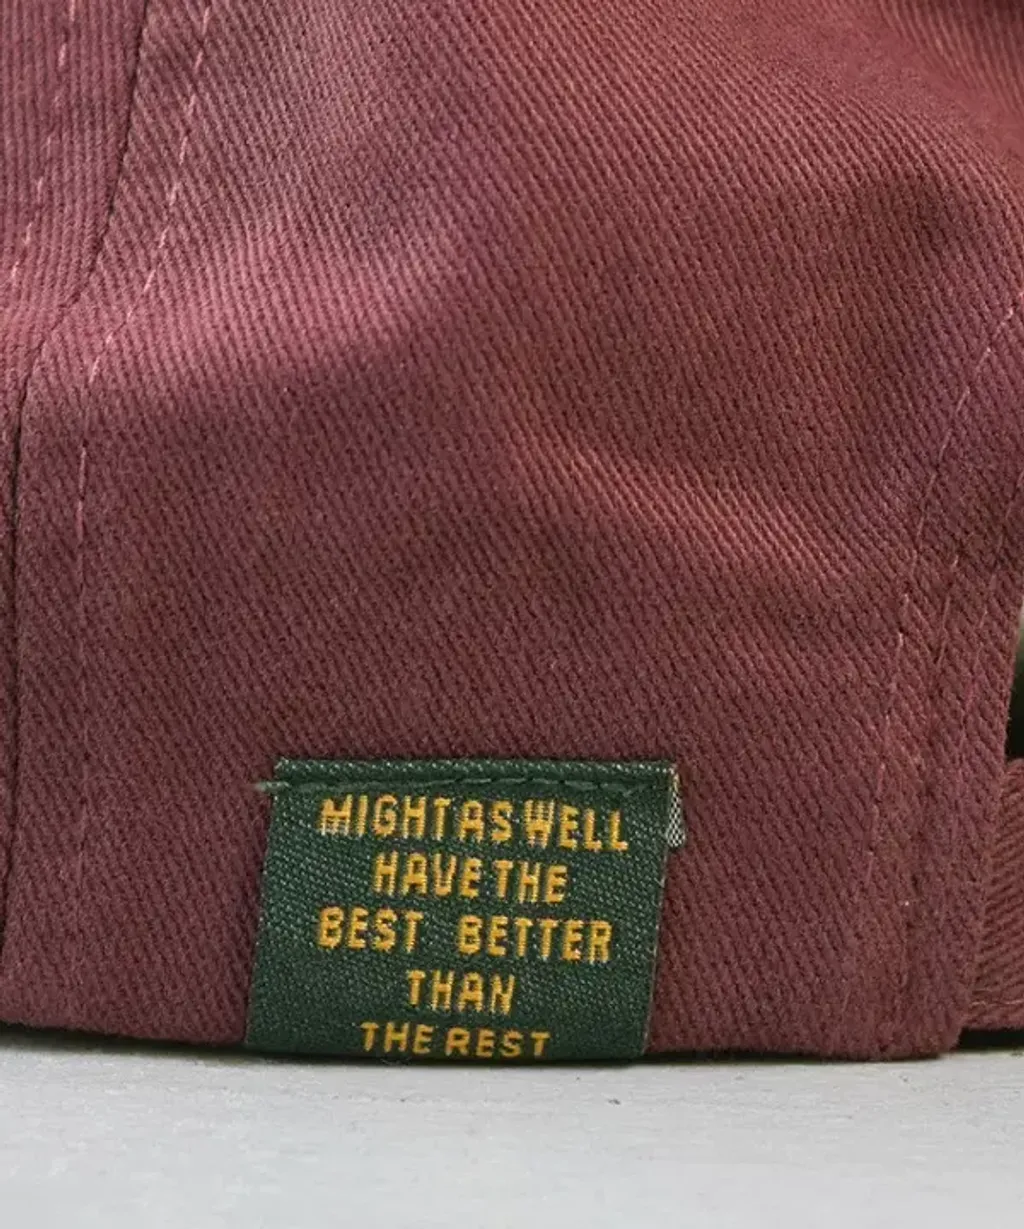 MIGHT AS WELL
HAVE THE
BEST BETTER
THAN
THE REST